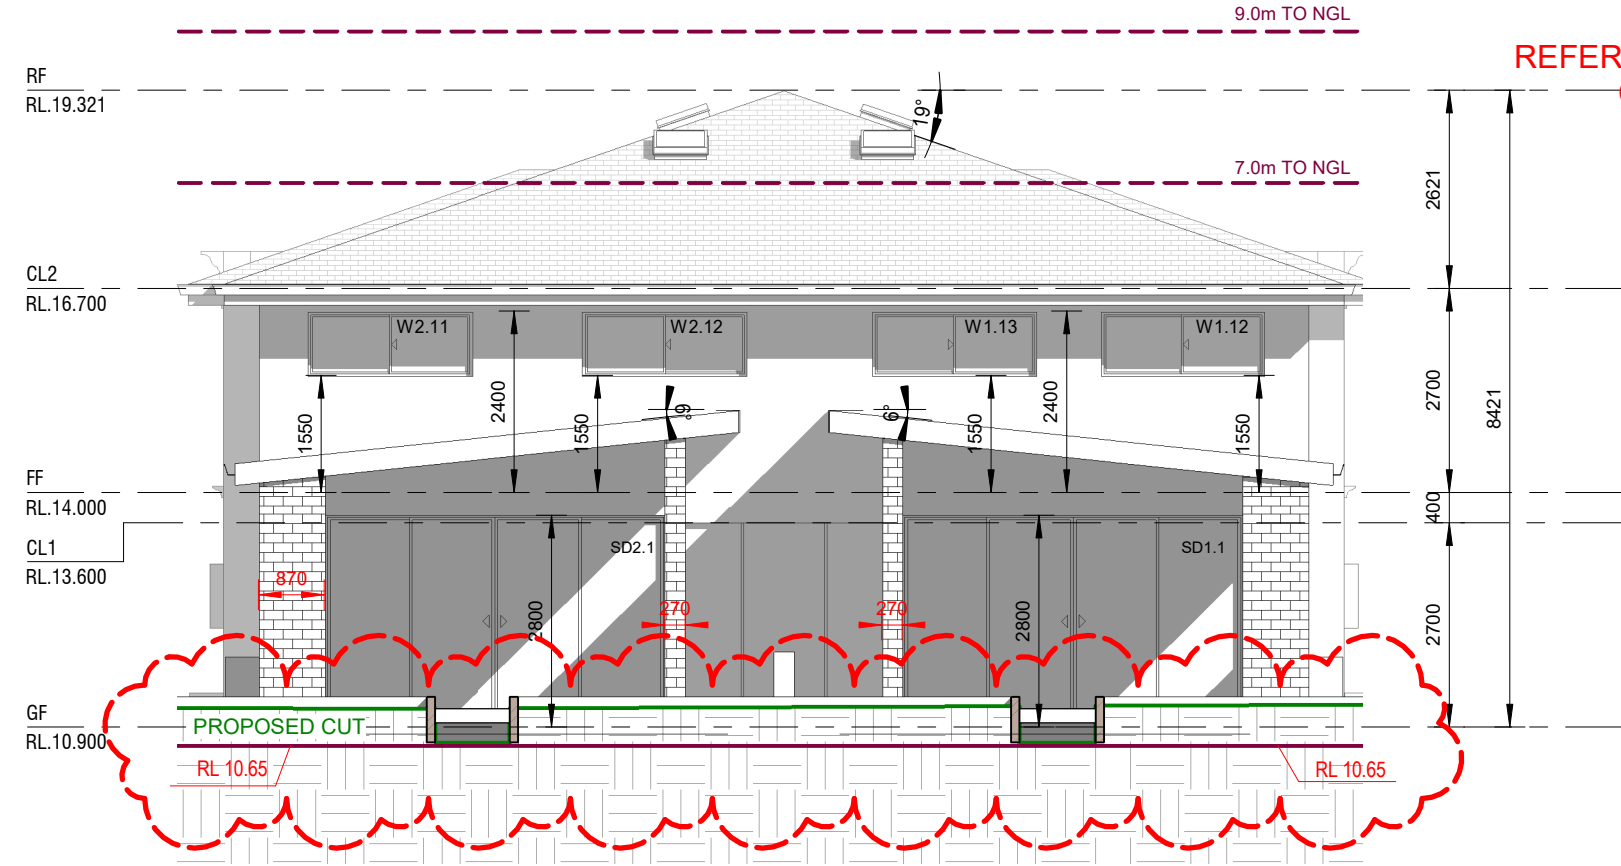 9.0m TO NGL
REFER
RF
RL.19.321
19°
7.0m TO NGL
2621
CL2
RL.16.700
W2.11
W2.12
W1.13
W1.12
2400
2400
2700
8421
1550
1550
1550
1550
6°
6°
FF
RL.14.000
400
CL1
RL.13.600
SD2.1
SD1.1
870
270
270
2800
2800
2700
GF
RL.10.900
PROPOSED CUT
RL 10.65
RL 10.65